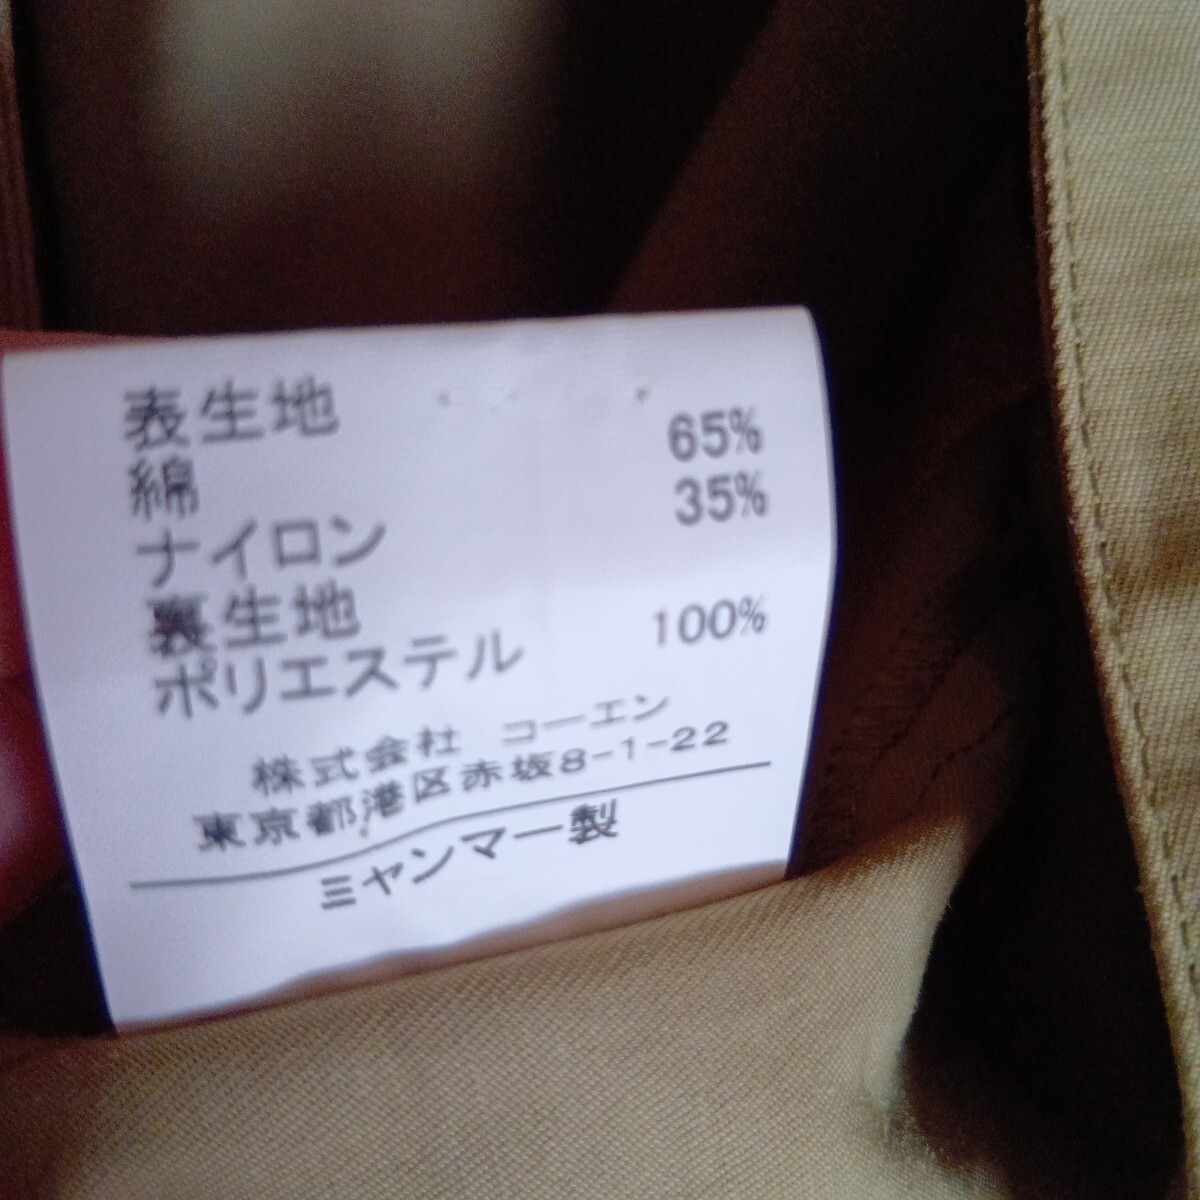 表生地
綿 65%
ナイロン 35%
裏生地
ポリエステル 100%
株式会社 コーエン
東京都港区赤坂8-1-22
ミヤンマー製